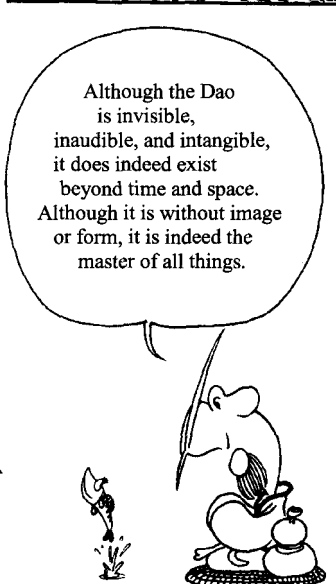 Although the Dao
is invisible,
inaudible, and intangible,
it does indeed exist
beyond time and space.
Although it is without image
or form, it is indeed the
master of all things.